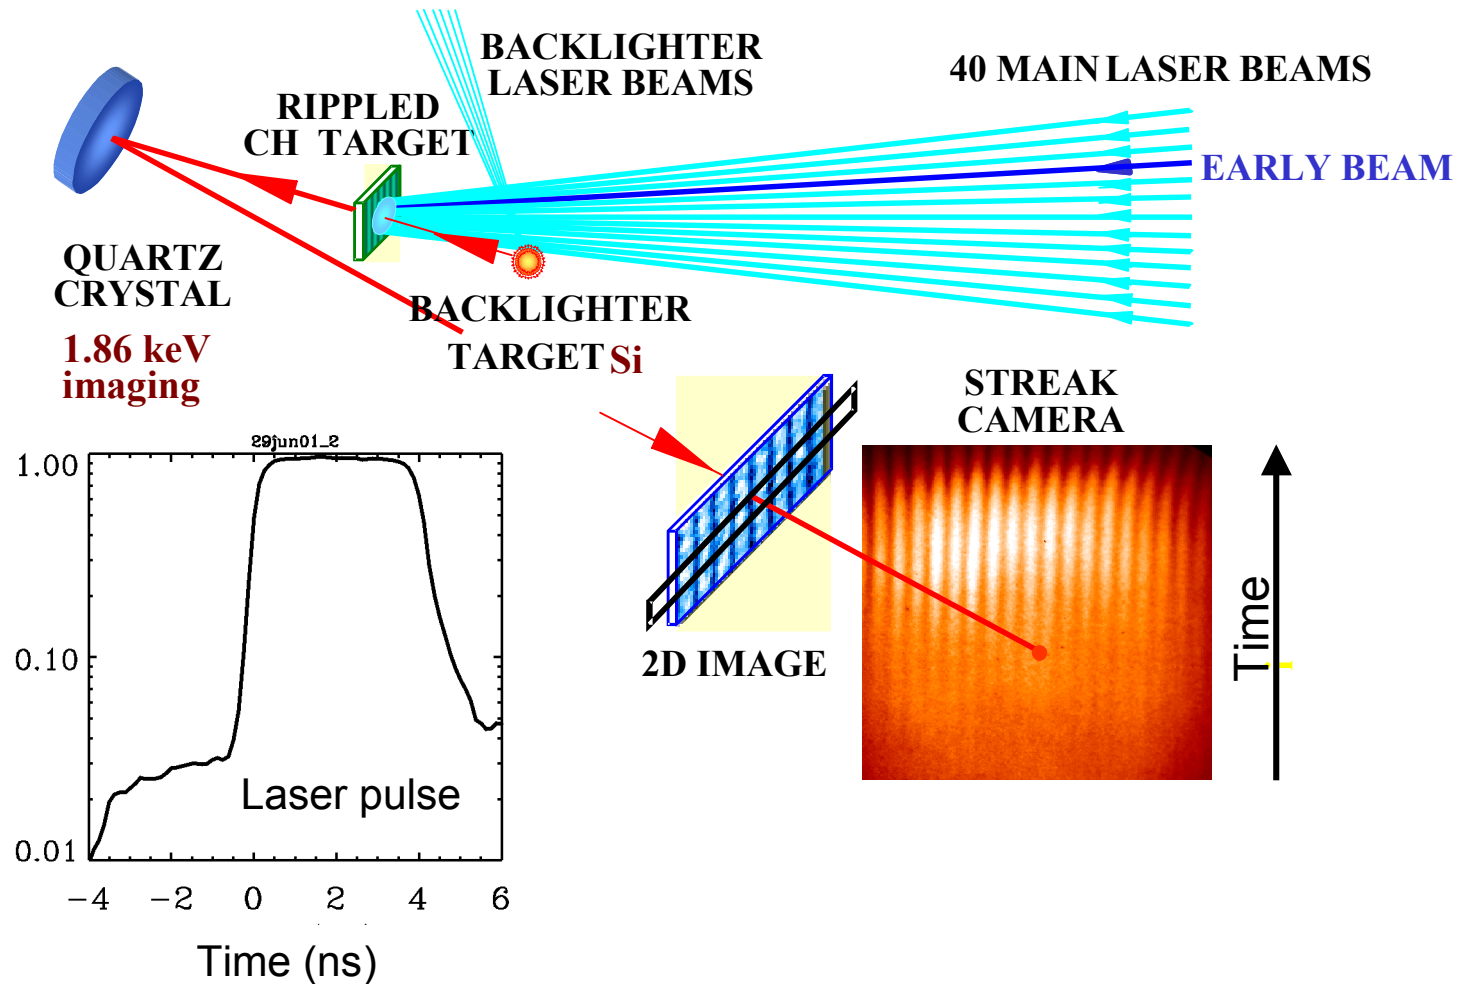 BACKLIGHTER
LASER BEAMS
40 MAIN LASER BEAMS
RIPPLED
CH TARGET
EARLY BEAM
QUARTZ
CRYSTAL
1.86 keV
imaging
BACKLIGHTER
TARGET Si
STREAK
CAMERA
29jun01_2
1.00
0.10
0.01
Laser pulse
-4 -2 0 2 4 6
Time (ns)
2D IMAGE
Time